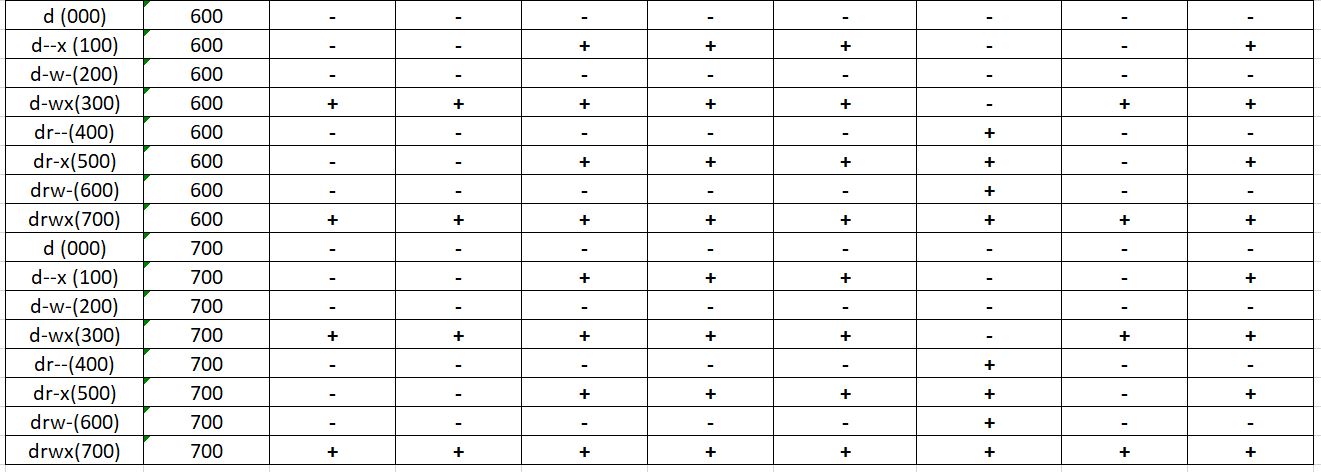 d (000) 600 - - - - - - - -
d--x (100) 600 - - + + + - - +
d-w-(200) 600 - - - - - - - -
d-wx(300) 600 + + + + + - + +
dr--(400) 600 - - - - - + - -
dr-x(500) 600 - - + + + + - +
drw-(600) 600 - - - - - + - -
drwx(700) 600 + + + + + + + +
d (000) 700 - - - - - - - -
d--x (100) 700 - - + + + - - +
d-w-(200) 700 - - - - - - - -
d-wx(300) 700 + + + + + - + +
dr--(400) 700 - - - - - + - -
dr-x(500) 700 - - + + + + - +
drw-(600) 700 - - - - - + - -
drwx(700) 700 + + + + + + + +